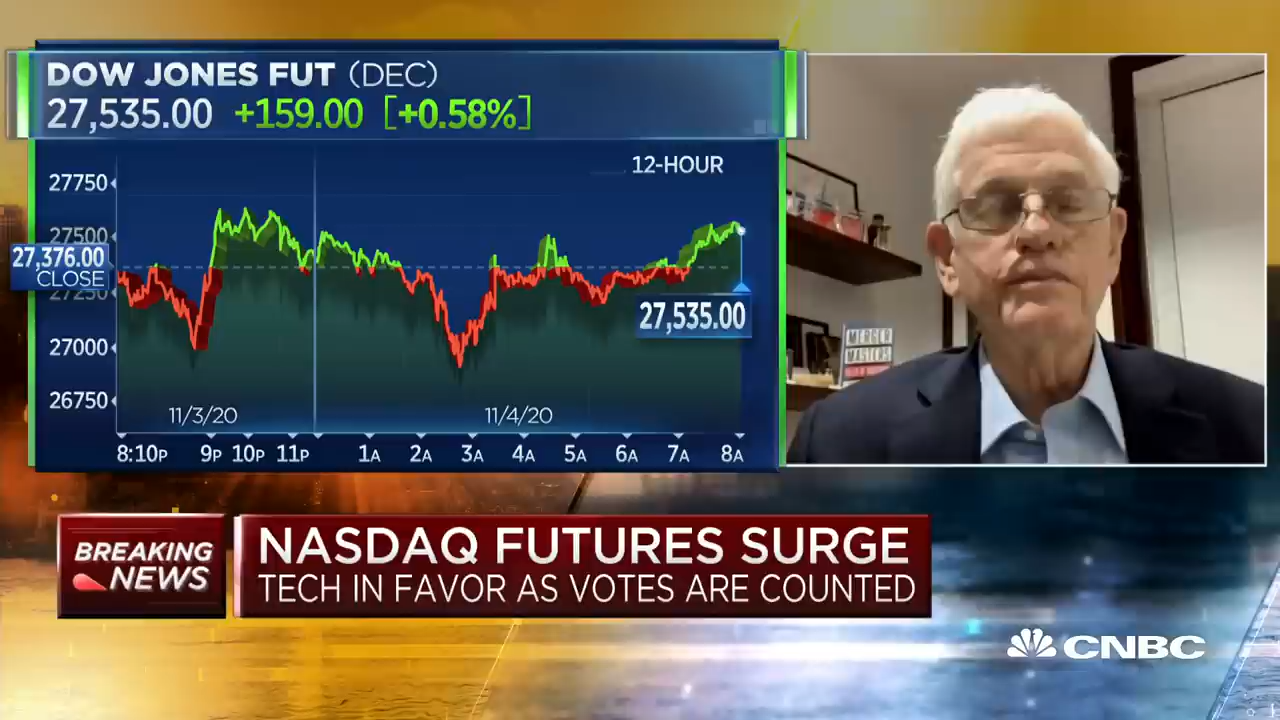 DOW JONES FUT (DEC)
27,535.00 +159.00 [+0.58%]
12-HOUR
27750
27500
27,376.00
CLOSE
27250
27,535.00
27000
26750
11/3/20 11/4/20
8:10P 9P 10P 11P 1A 2A 3A 4A 5A 6A 7A 8A
MERGER
MASTERS
BREAKING
NEWS
NASDAQ FUTURES SURGE
TECH IN FAVOR AS VOTES ARE COUNTED
CNBC